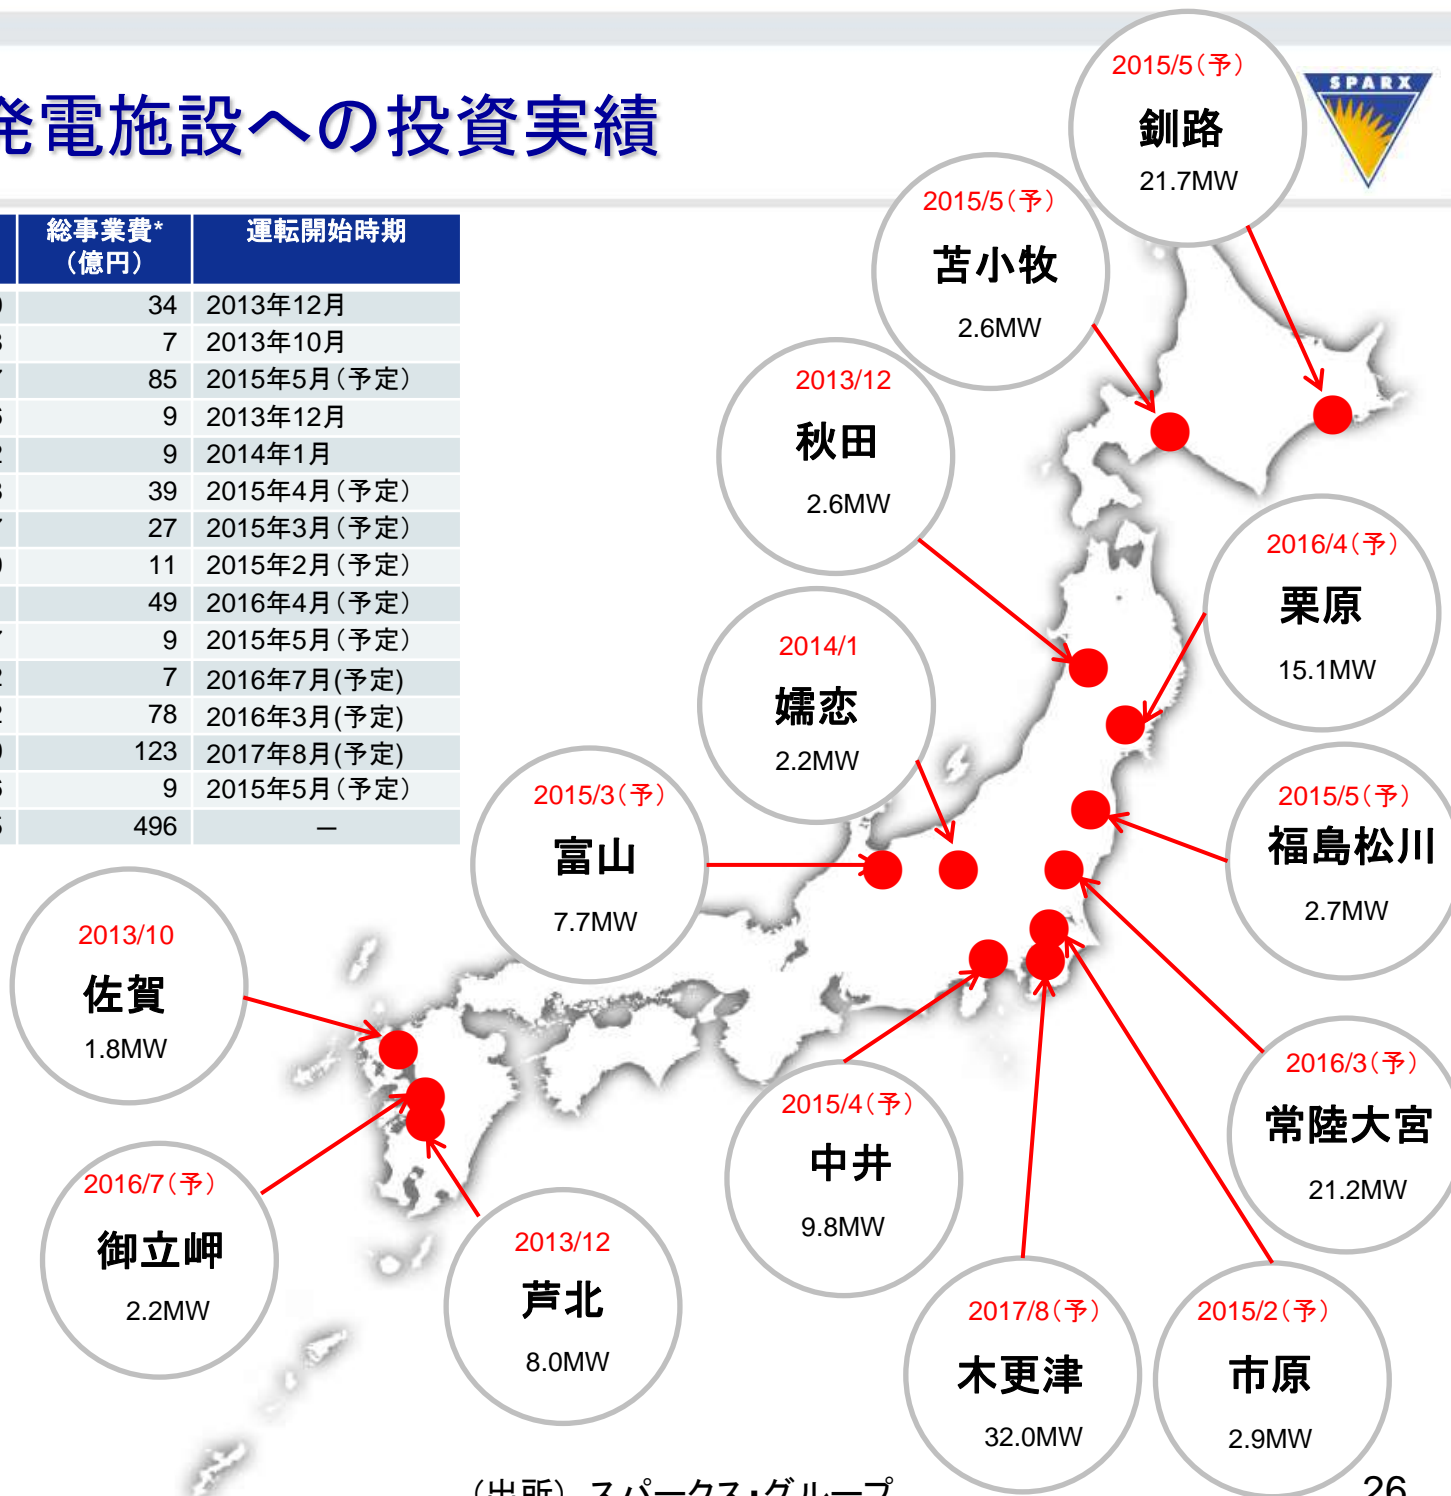 発電施設への投資実績
SPARX
総事業費* 運転開始時期
（億円）
34 2013年12月
7 2013年10月
85 2015年5月（予定）
9 2013年12月
9 2014年1月
39 2015年4月（予定）
27 2015年3月（予定）
11 2015年2月（予定）
49 2016年4月（予定）
9 2015年5月（予定）
7 2016年7月(予定)
78 2016年3月(予定)
123 2017年8月(予定)
9 2015年5月（予定）
496 －
2015/5（予）
釧路
21.7MW
2015/5（予）
苫小牧
2.6MW
2013/12
秋田
2.6MW
2016/4（予）
栗原
15.1MW
2014/1
嬬恋
2.2MW
2015/3（予）
富山
7.7MW
2015/5（予）
福島松川
2.7MW
2013/10
佐賀
1.8MW
2016/3（予）
常陸大宮
21.2MW
2015/4（予）
中井
9.8MW
2016/7（予）
御立岬
2.2MW
2013/12
芦北
8.0MW
2017/8（予）
木更津
32.0MW
2015/2（予）
市原
2.9MW
（出所）スパークス・グループ
26